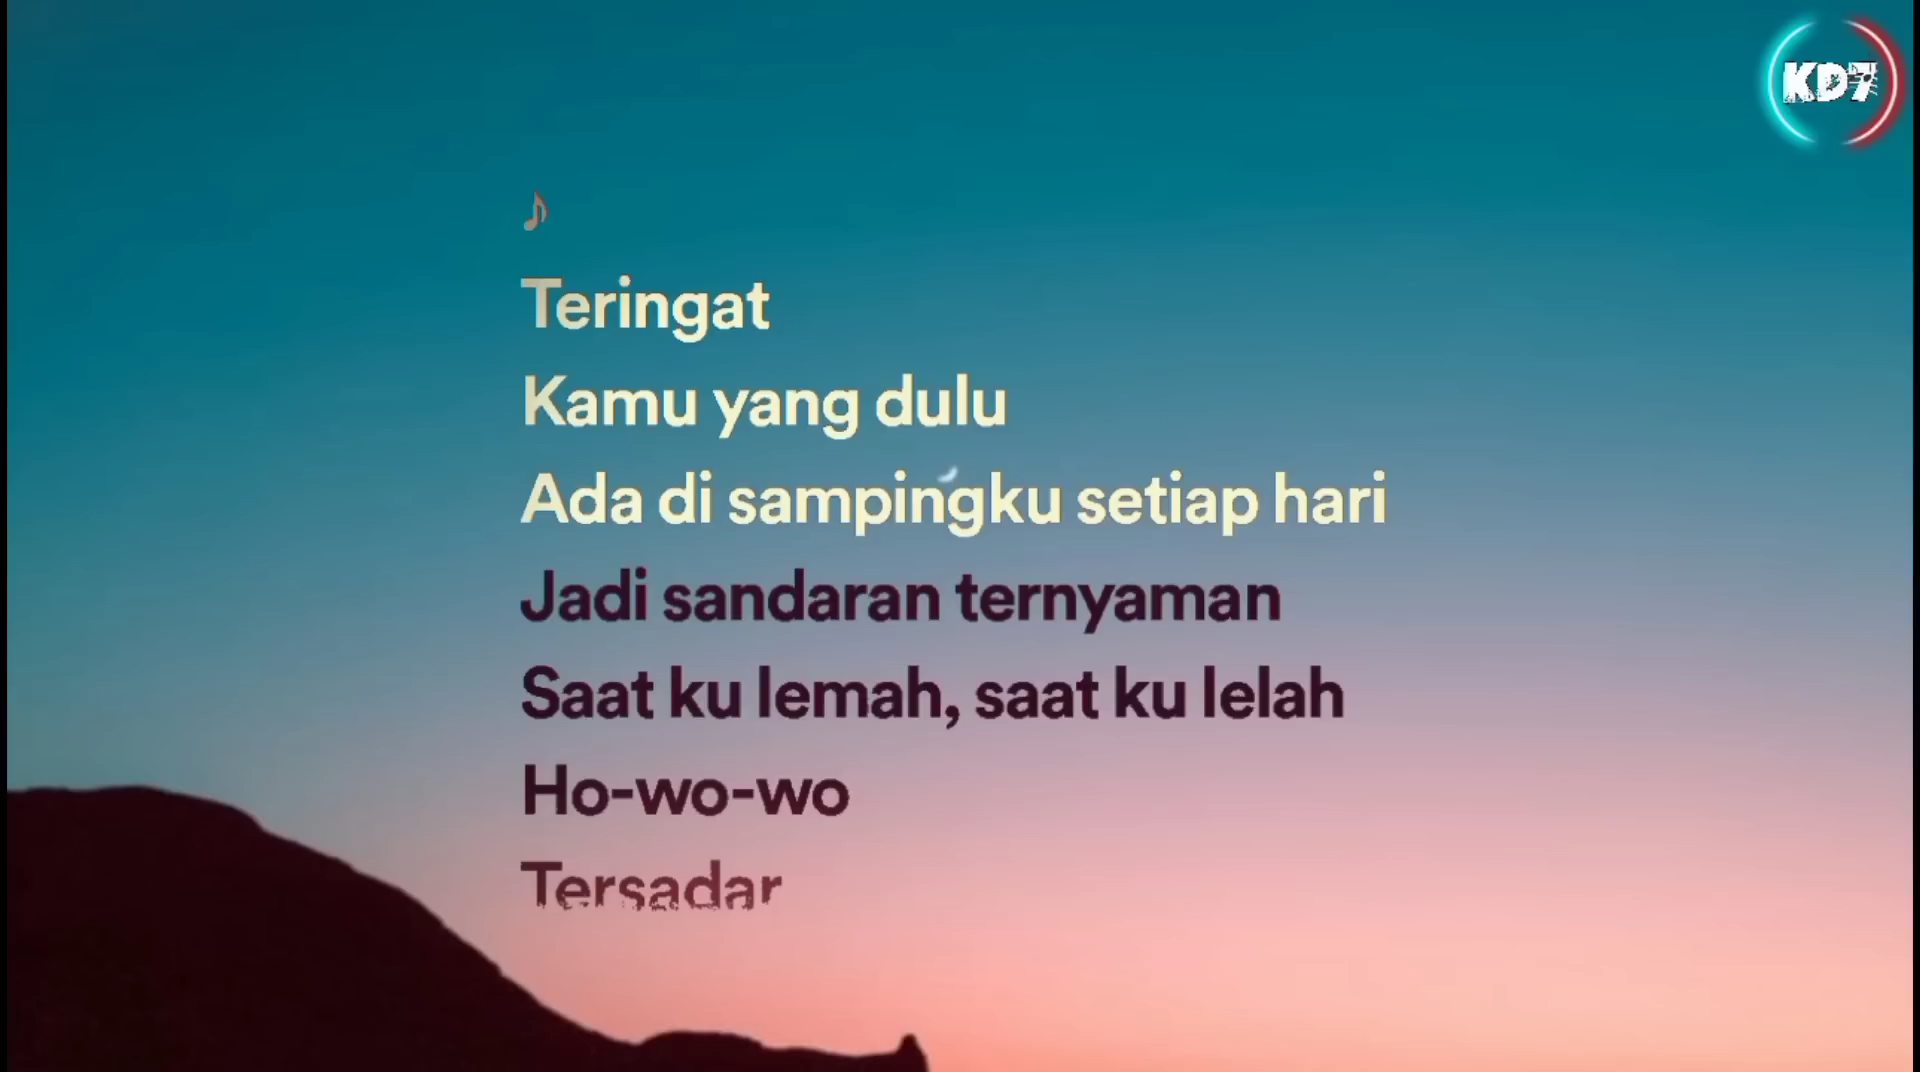 KD7
♪
Teringat
Kamu yang dulu
Ada di sampingku setiap hari
Jadi sandaran ternyaman
Saat ku lemah, saat ku lelah
Ho-wo-wo
Tersadar